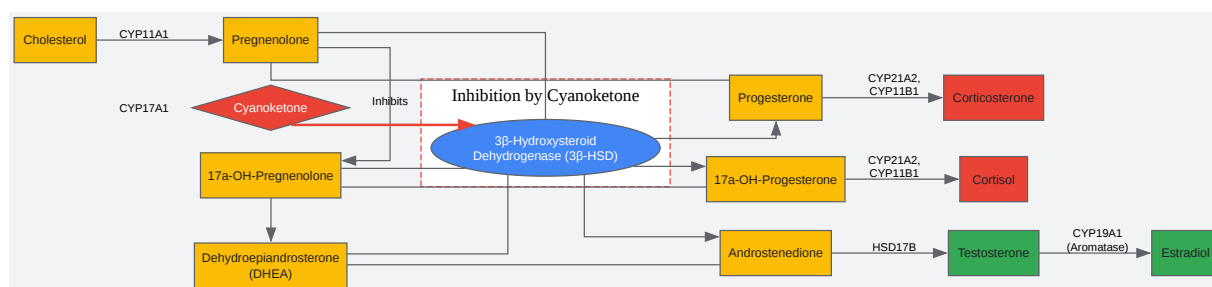 Cholesterol
CYP11A1
Pregnenolone
CYP17A1
Cyanoketone
Inhibits
Inhibition by Cyanoketone
3β-Hydroxysteroid
Dehydrogenase (3β-HSD)
Progesterone
CYP21A2,
CYP11B1
Corticosterone
17a-OH-Pregnenolone
17a-OH-Progesterone
CYP21A2,
CYP11B1
Cortisol
Dehydroepiandrosterone
(DHEA)
Androstenedione
HSD17B
Testosterone
CYP19A1
(Aromatase)
Estradiol